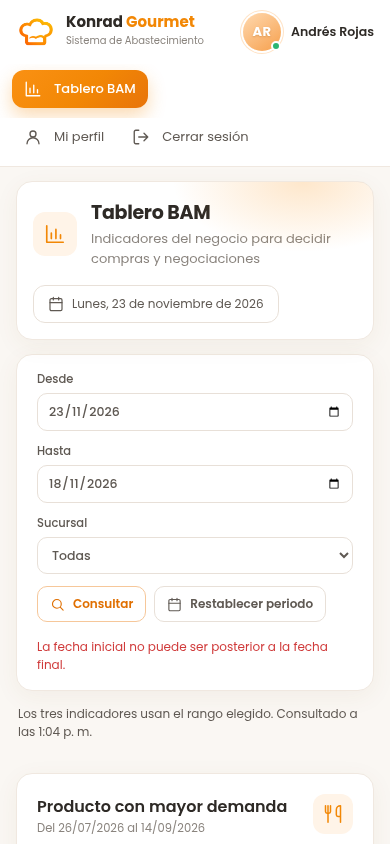 Konrad Gourmet
Sistema de Abastecimiento
AR
Andrés Rojas
Tablero BAM
Mi perfil
Cerrar sesión
Tablero BAM
Indicadores del negocio para decidir
compras y negociaciones
Lunes, 23 de noviembre de 2026
Desde
23/11/2026
Hasta
18/11/2026
Sucursal
Todas
Consultar
Restablecer periodo
La fecha inicial no puede ser posterior a la fecha
final.
Los tres indicadores usan el rango elegido. Consultado a
las 1:04 p. m.
Producto con mayor demanda
Del 26/07/2026 al 14/09/2026